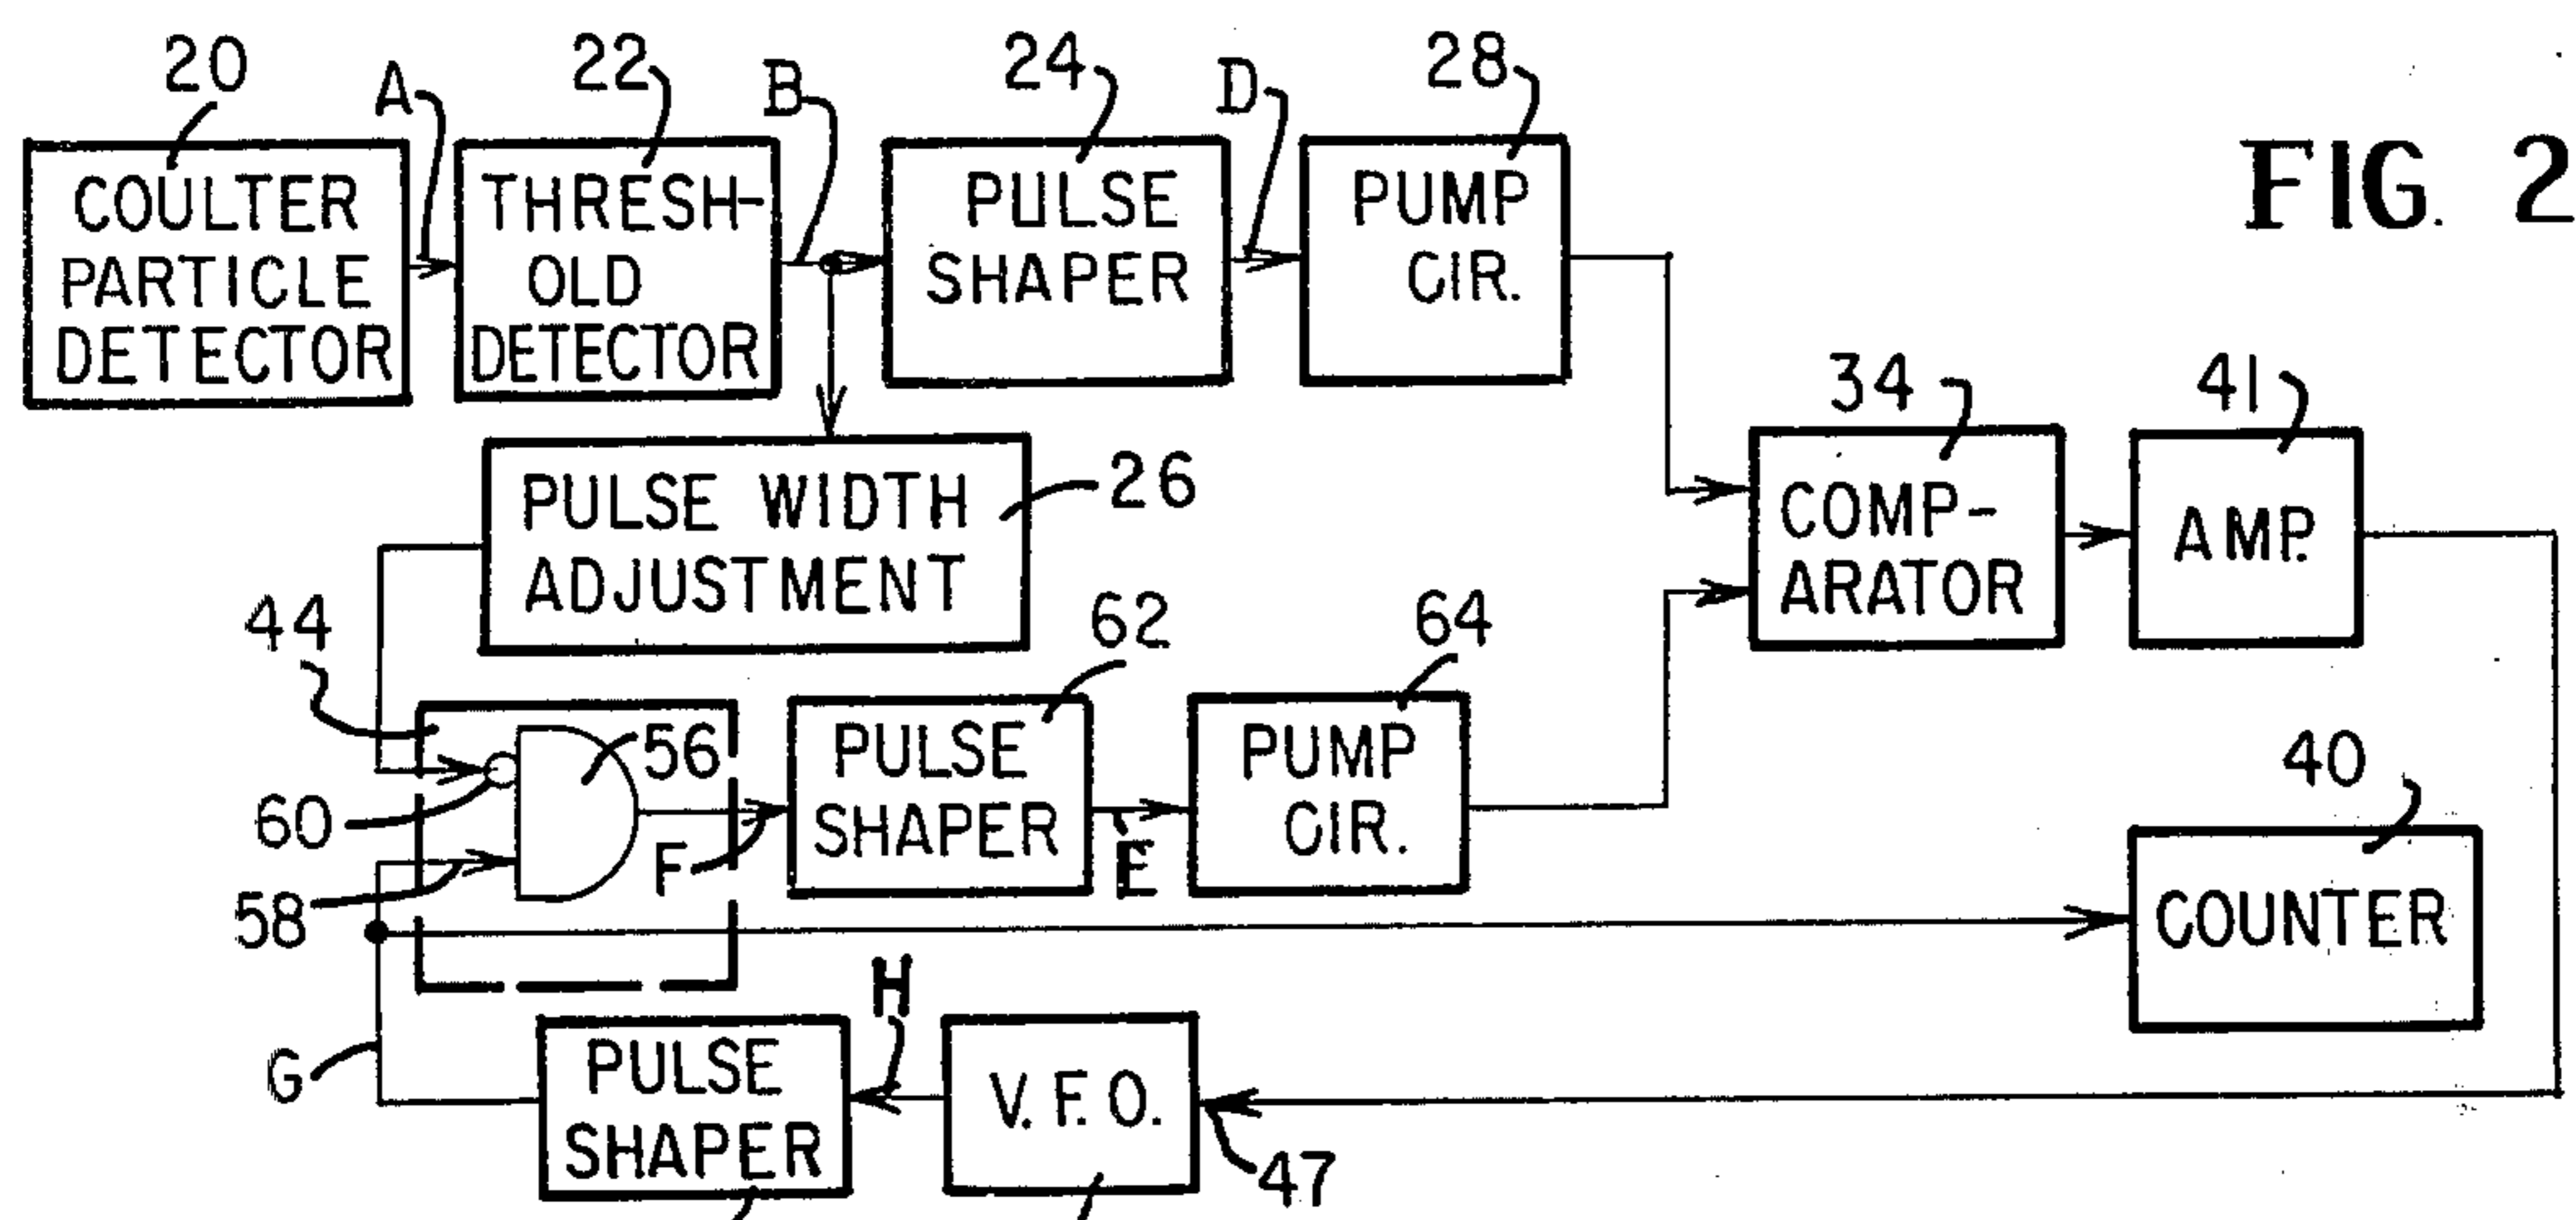 20
A
22
B
24
D
28
FIG. 2
COULTER
PARTICLE
DETECTOR
THRESH-
OLD
DETECTOR
PULSE
SHAPER
PUMP
CIR.
34
41
PULSE WIDTH
ADJUSTMENT
26
COMP-
ARATOR
AMP.
44
62
64
56
60
58
F
PULSE
SHAPER
E
PUMP
CIR.
40
COUNTER
G
H
PULSE
SHAPER
V.F.O.
47